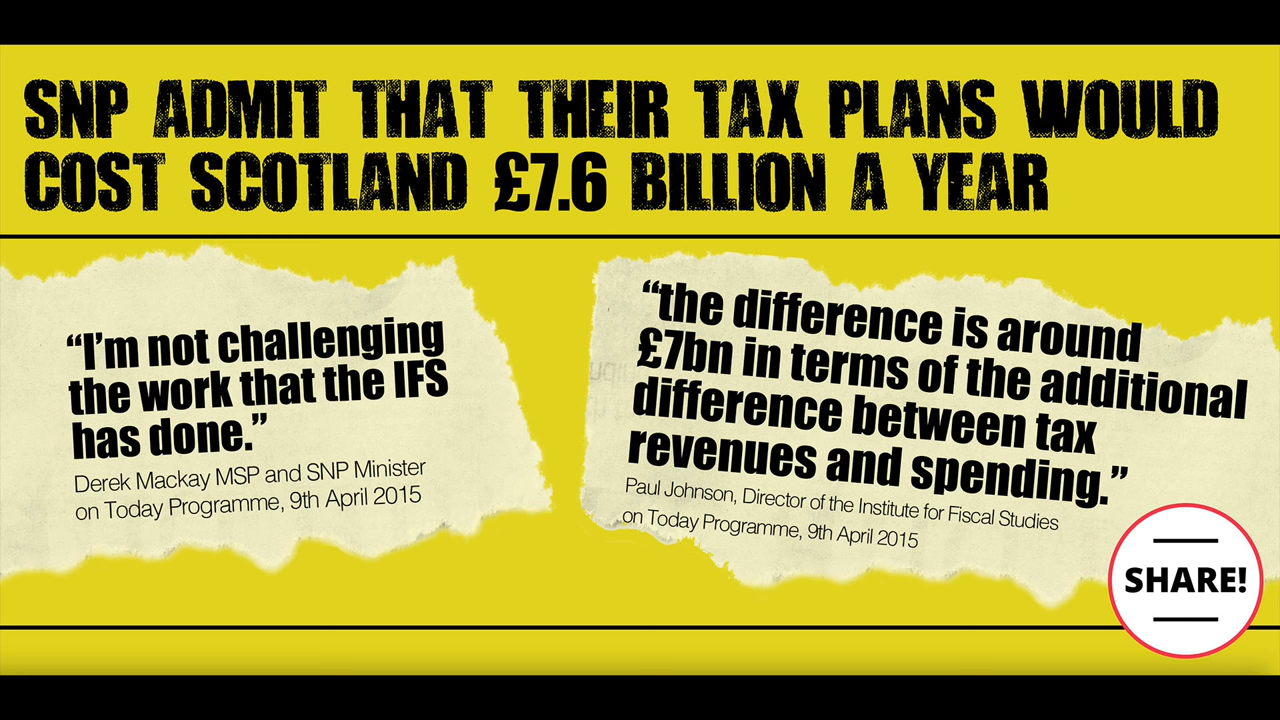 SNP ADMIT THAT THEIR TAX PLANS WOULD
COST SCOTLAND £7.6 BILLION A YEAR
“I’m not challenging
the work that the IFS
has done.”
Derek Mackay MSP and SNP Minister
on Today Programme, 9th April 2015
“the difference is around
£7bn in terms of the additional
difference between tax
revenues and spending.”
Paul Johnson, Director of the Institute for Fiscal Studies
on Today Programme, 9th April 2015
SHARE!